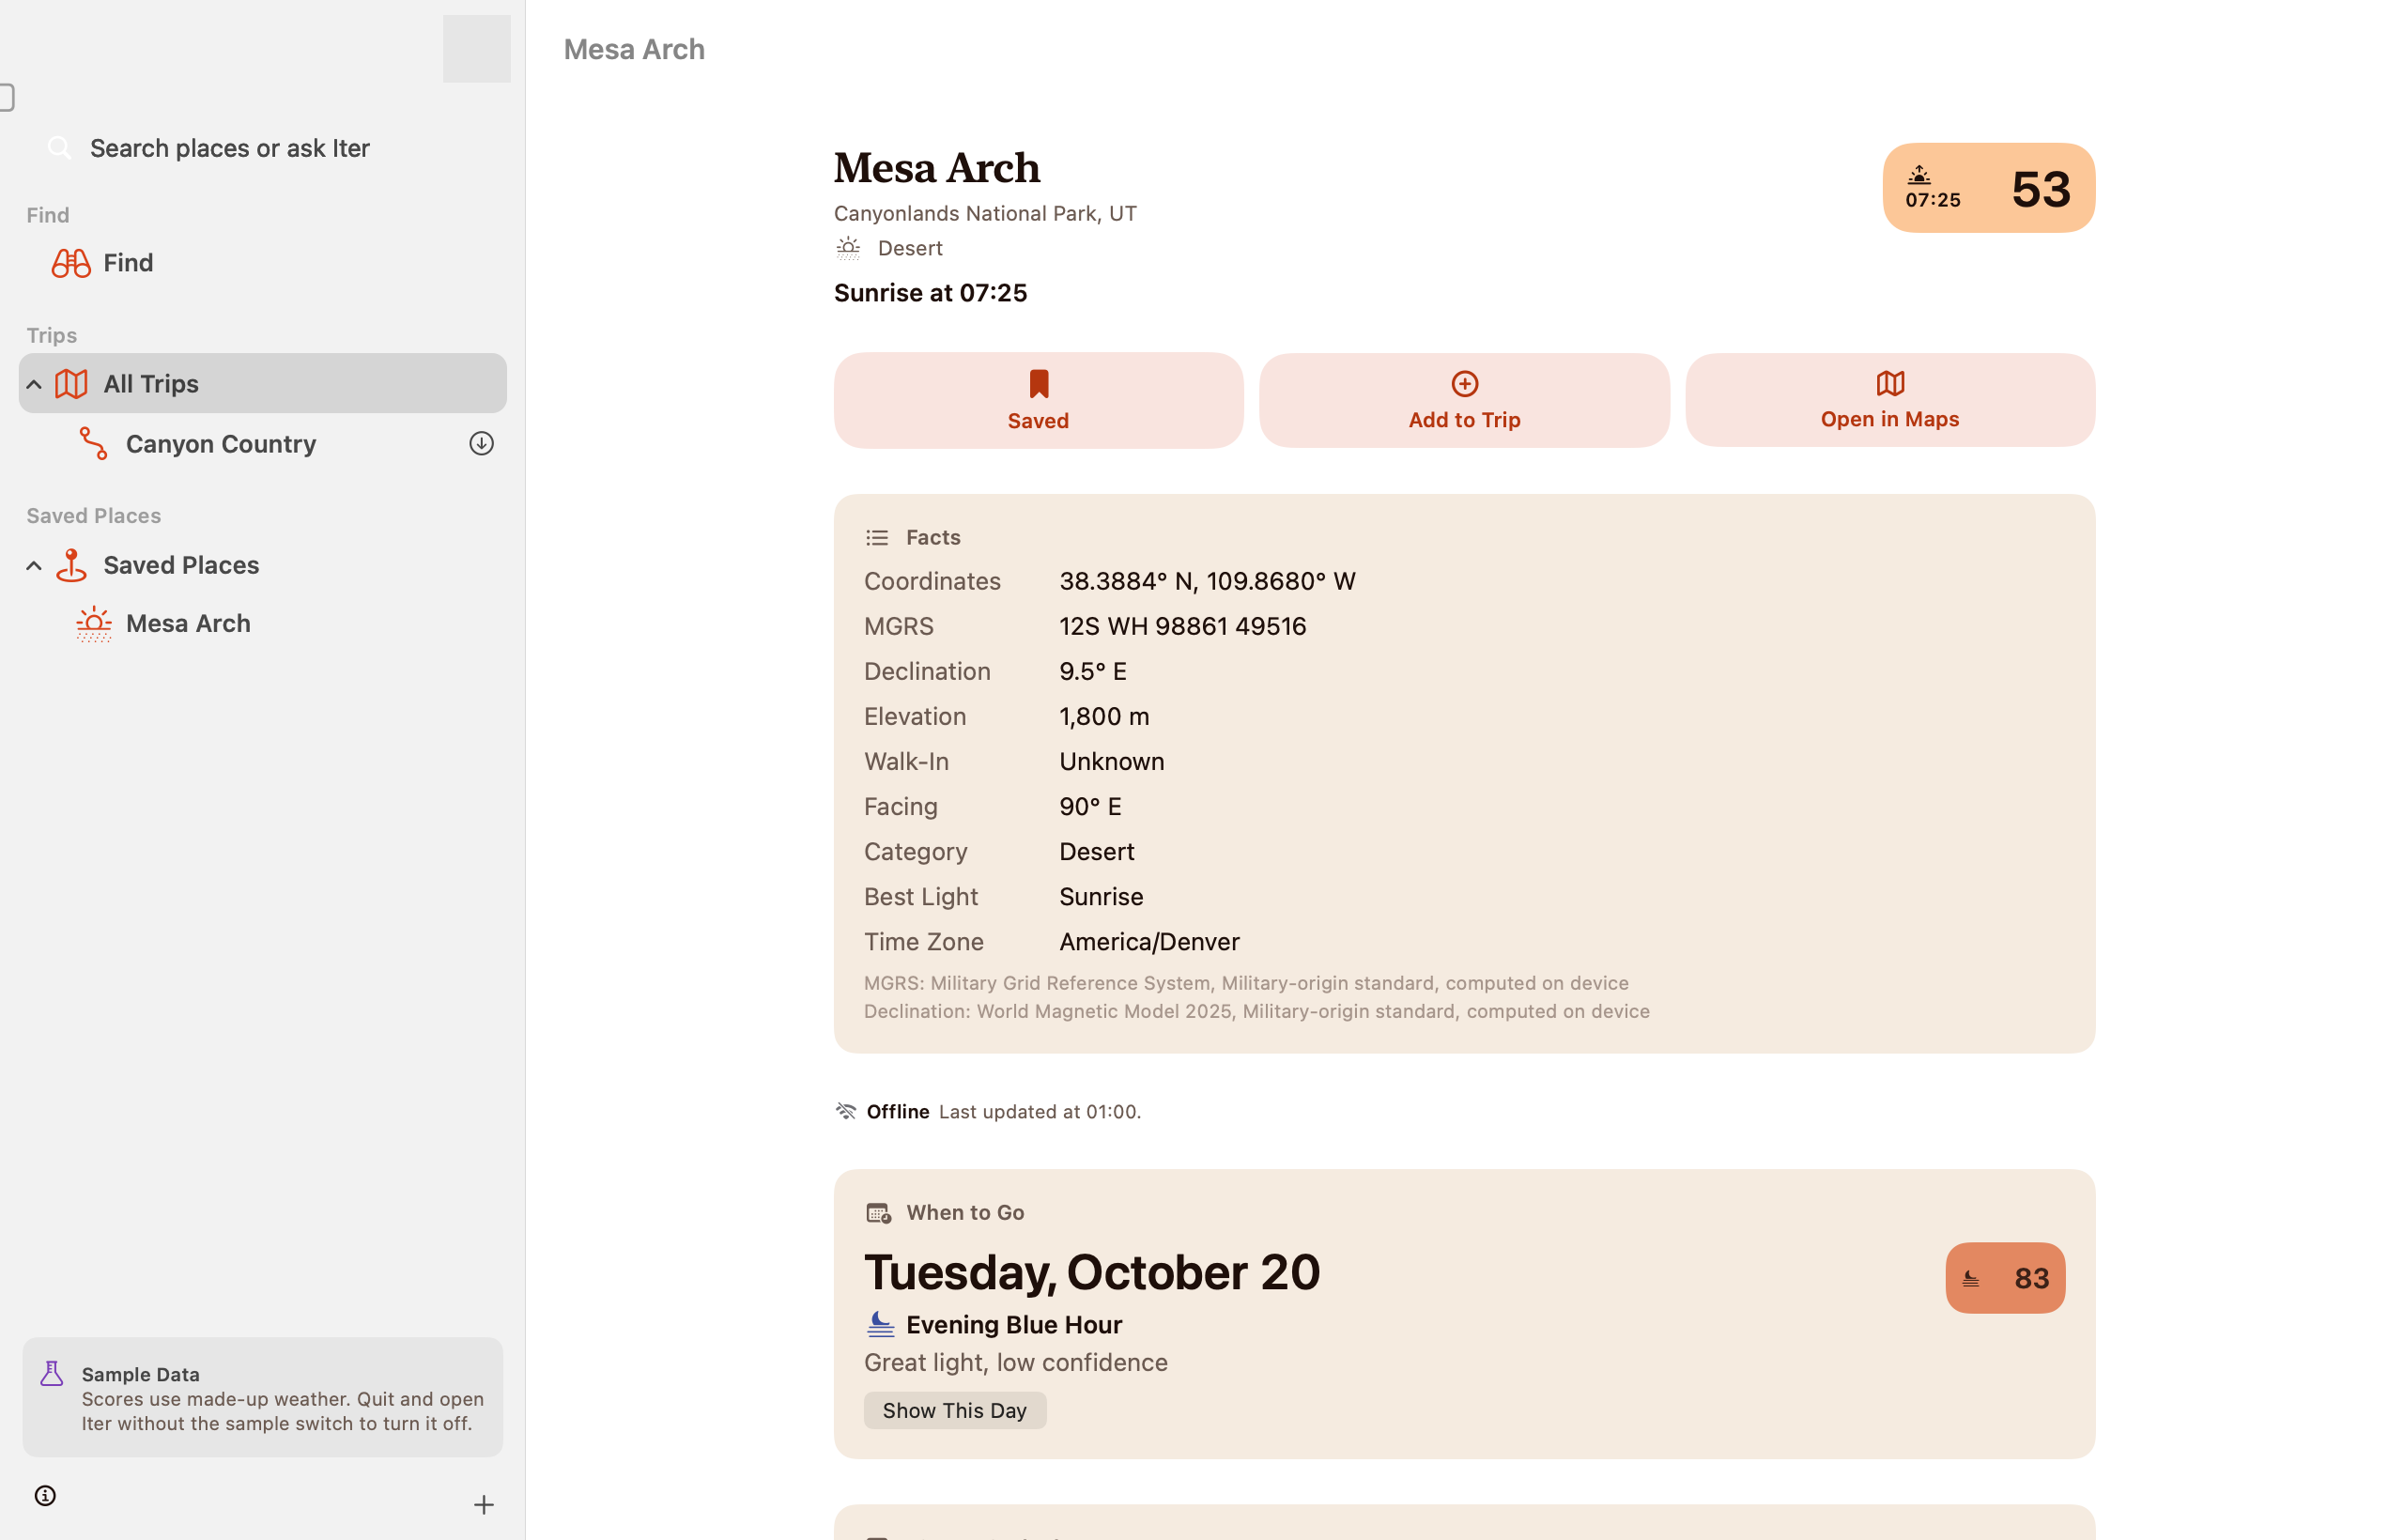 Mesa Arch
Search places or ask Iter
Find
Find
Trips
All Trips
Canyon Country
Saved Places
Saved Places
Mesa Arch
Sample Data
Scores use made-up weather. Quit and open
Iter without the sample switch to turn it off.
Mesa Arch
Canyonlands National Park, UT
Desert
Sunrise at 07:25
07:25
53
Saved
Add to Trip
Open in Maps
Facts
Coordinates 38.3884° N, 109.8680° W
MGRS 12S WH 98861 49516
Declination 9.5° E
Elevation 1,800 m
Walk-In Unknown
Facing 90° E
Category Desert
Best Light Sunrise
Time Zone America/Denver
MGRS: Military Grid Reference System, Military-origin standard, computed on device
Declination: World Magnetic Model 2025, Military-origin standard, computed on device
Offline Last updated at 01:00.
When to Go
Tuesday, October 20
83
Evening Blue Hour
Great light, low confidence
Show This Day